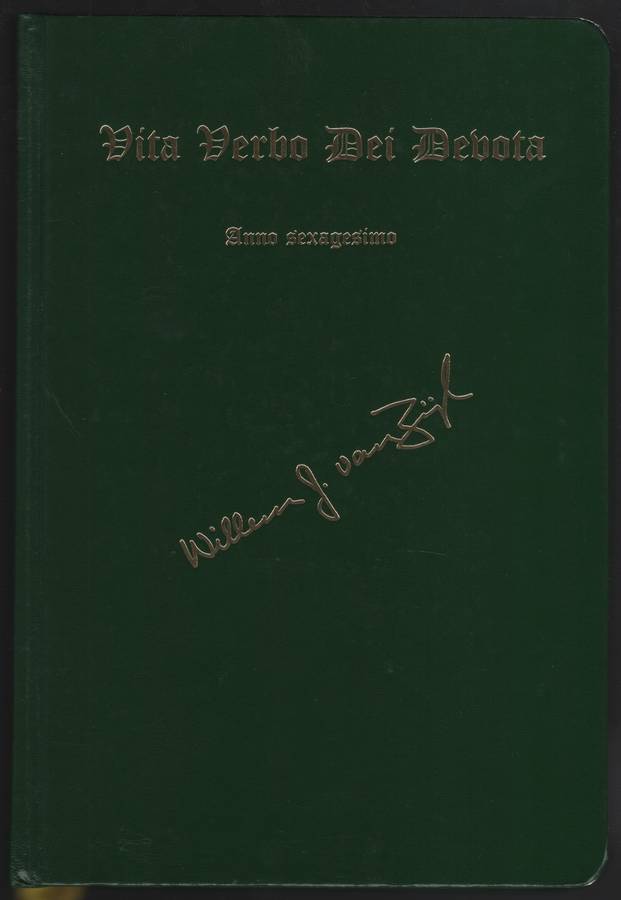 Vita Verbo Dei Devota
Anno sexagesimo
Willem J. van Zijl